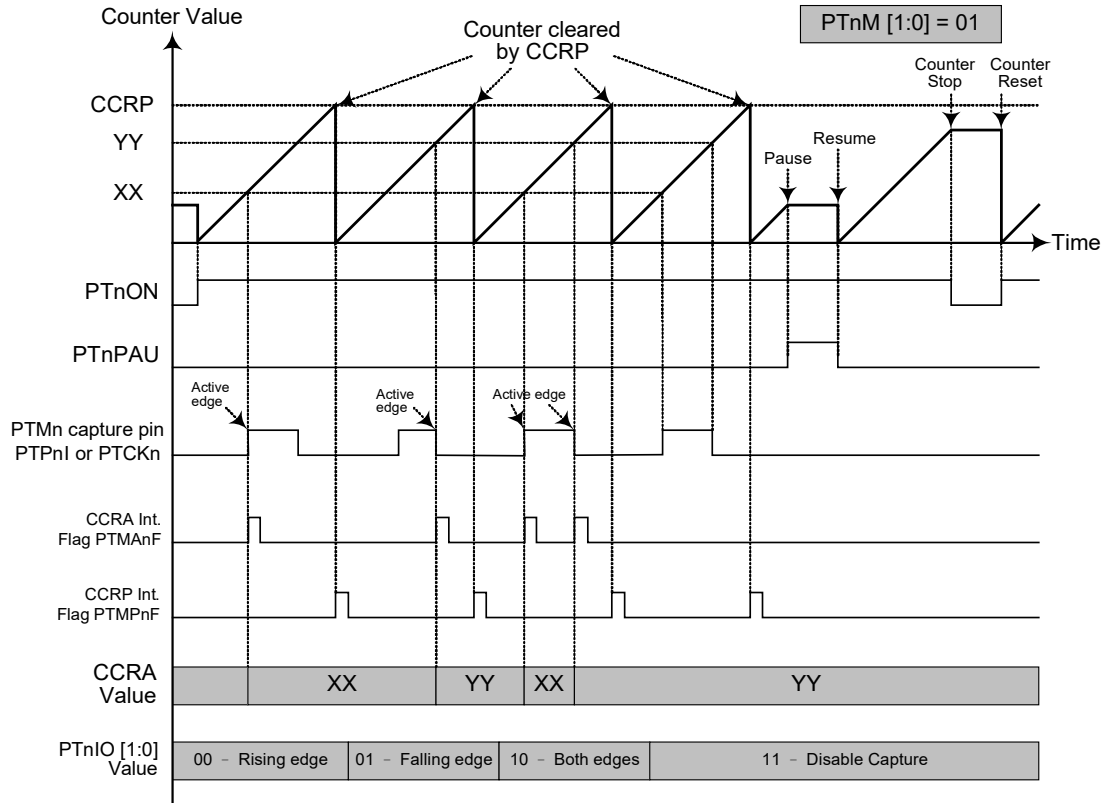 Counter Value
PTnM [1:0] = 01
Counter cleared
by CCRP
Counter
Stop
Counter
Reset
CCRP
YY
XX
Pause
Resume
Time
PTnON
PTnPAU
Active
edge
Active
edge
Active edge
PTMn capture pin
PTPnI or PTCKn
CCRA Int.
Flag PTMAnF
CCRP Int.
Flag PTMPnF
CCRA
Value
XX
YY
XX
YY
PTnIO [1:0]
Value
00 - Rising edge
01 - Falling edge
10 - Both edges
11 - Disable Capture